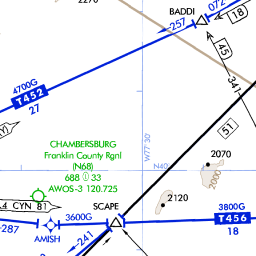 2270
BADDI
072
18
257
45
341
4700G
T452
27
51
CHAMBERSBURG
Franklin County Rgnl
(N68)
688 33
AWOS-3 120.725
W77 30
N40
2070
2000
2120
4 CYN 81
SCAPE
3600G
3800G
T456
18
-287
AMISH
-241